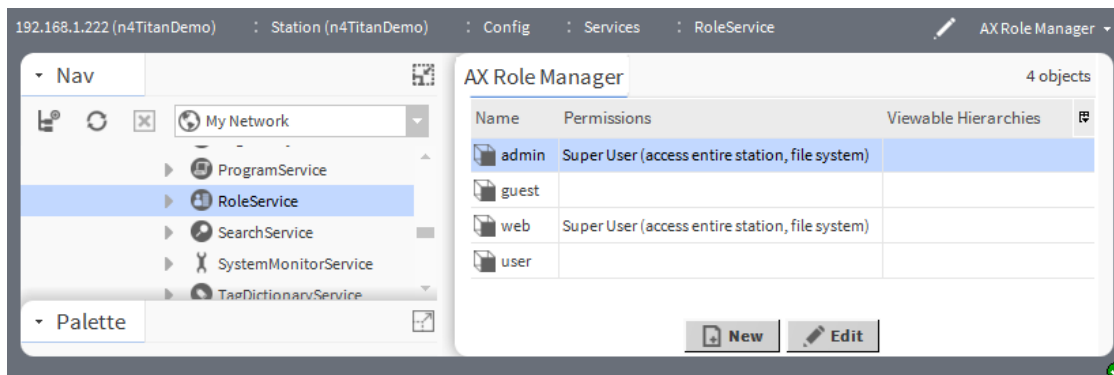 192.168.1.222 (n4TitanDemo) : Station (n4TitanDemo) : Config : Services : RoleService AX Role Manager
Nav
My Network
ProgramService
RoleService
SearchService
SystemMonitorService
TagDictionaryService
Palette
AX Role Manager 4 objects
Name Permissions Viewable Hierarchies
admin Super User (access entire station, file system)
guest
web Super User (access entire station, file system)
user
New Edit